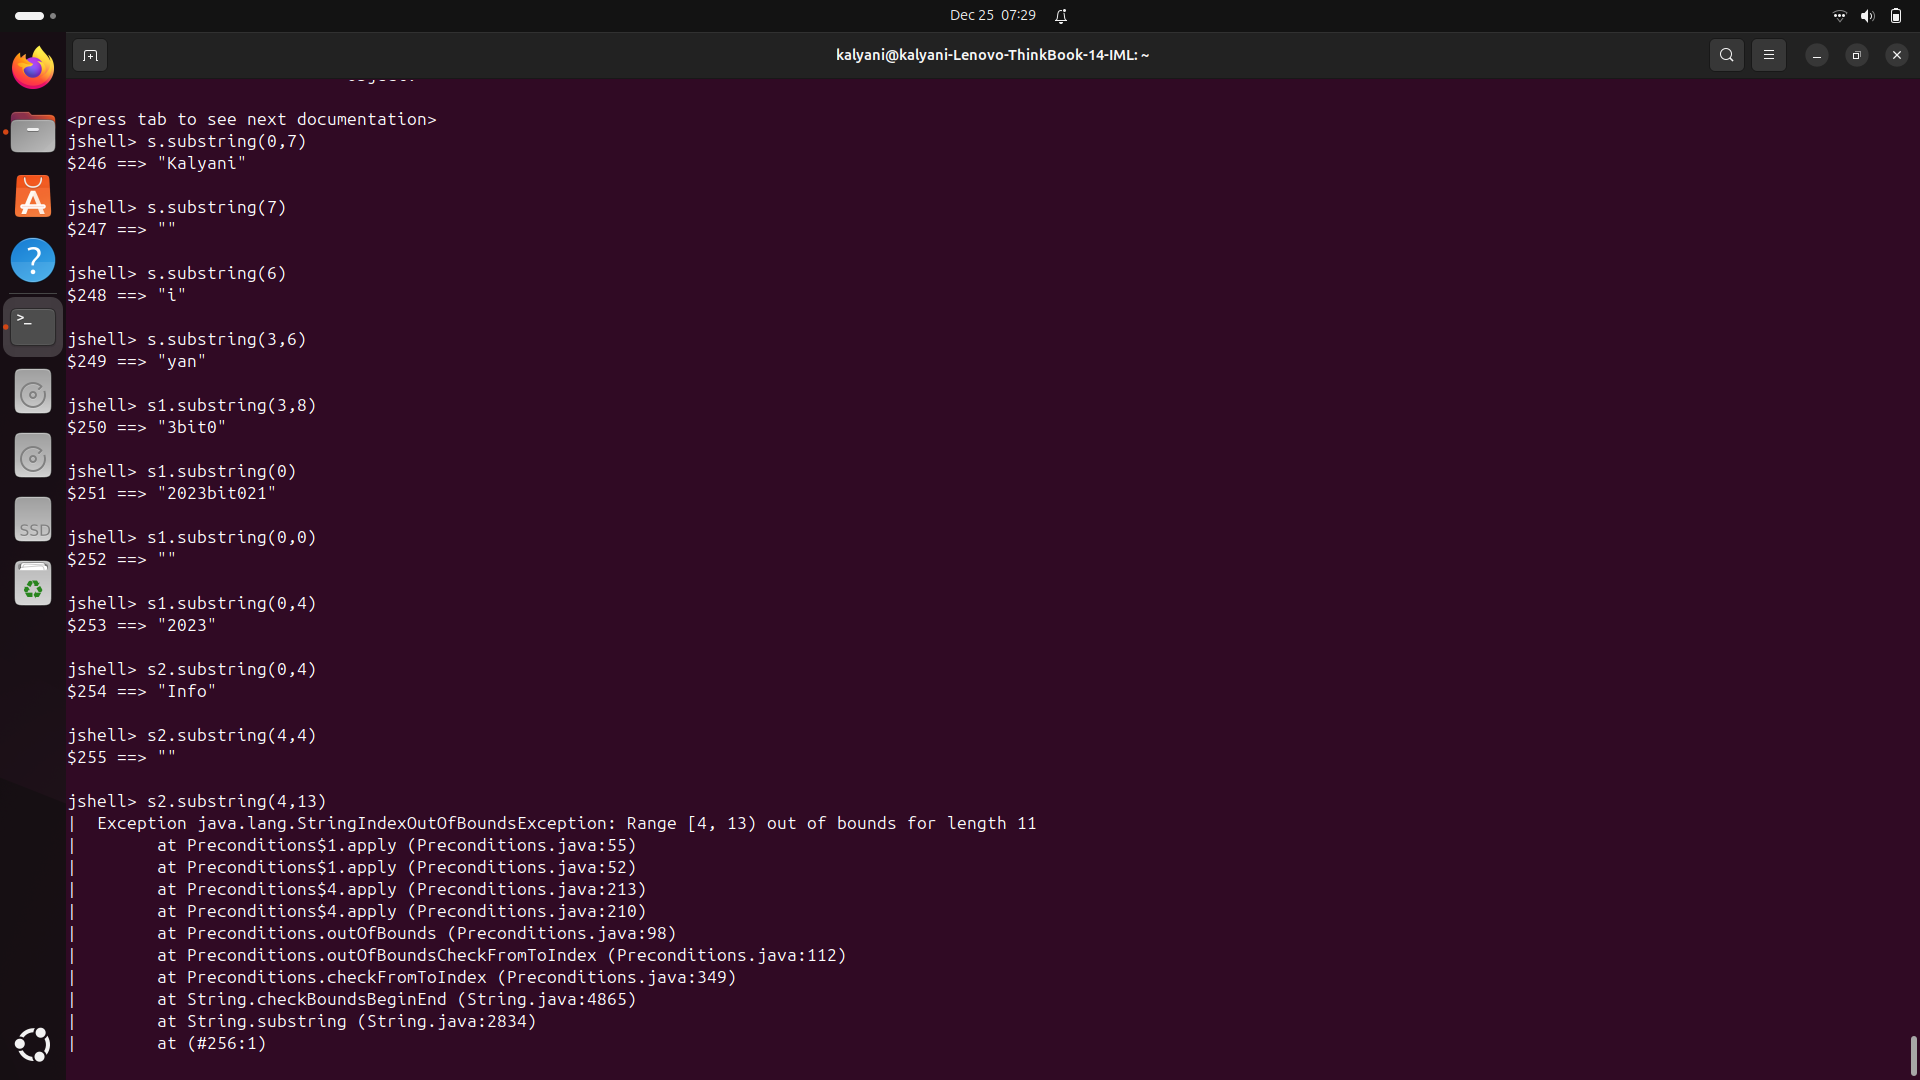 Dec 25 07:29
kalyani@kalyani-Lenovo-ThinkBook-14-IML: ~
<press tab to see next documentation>
jshell> s.substring(0,7)
$246 ==> "Kalyani"
jshell> s.substring(7)
$247 ==> ""
jshell> s.substring(6)
$248 ==> "i"
jshell> s.substring(3,6)
$249 ==> "yan"
jshell> s1.substring(3,8)
$250 ==> "3bit0"
jshell> s1.substring(0)
$251 ==> "2023bit021"
jshell> s1.substring(0,0)
$252 ==> ""
jshell> s1.substring(0,4)
$253 ==> "2023"
jshell> s2.substring(0,4)
$254 ==> "Info"
jshell> s2.substring(4,4)
$255 ==> ""
jshell> s2.substring(4,13)
|  Exception java.lang.StringIndexOutOfBoundsException: Range [4, 13) out of bounds for length 11
|        at Preconditions$1.apply (Preconditions.java:55)
|        at Preconditions$1.apply (Preconditions.java:52)
|        at Preconditions$4.apply (Preconditions.java:213)
|        at Preconditions$4.apply (Preconditions.java:210)
|        at Preconditions.outOfBounds (Preconditions.java:98)
|        at Preconditions.outOfBoundsCheckFromToIndex (Preconditions.java:112)
|        at Preconditions.checkFromToIndex (Preconditions.java:349)
|        at String.checkBoundsBeginEnd (String.java:4865)
|        at String.substring (String.java:2834)
|        at (#256:1)
SSD